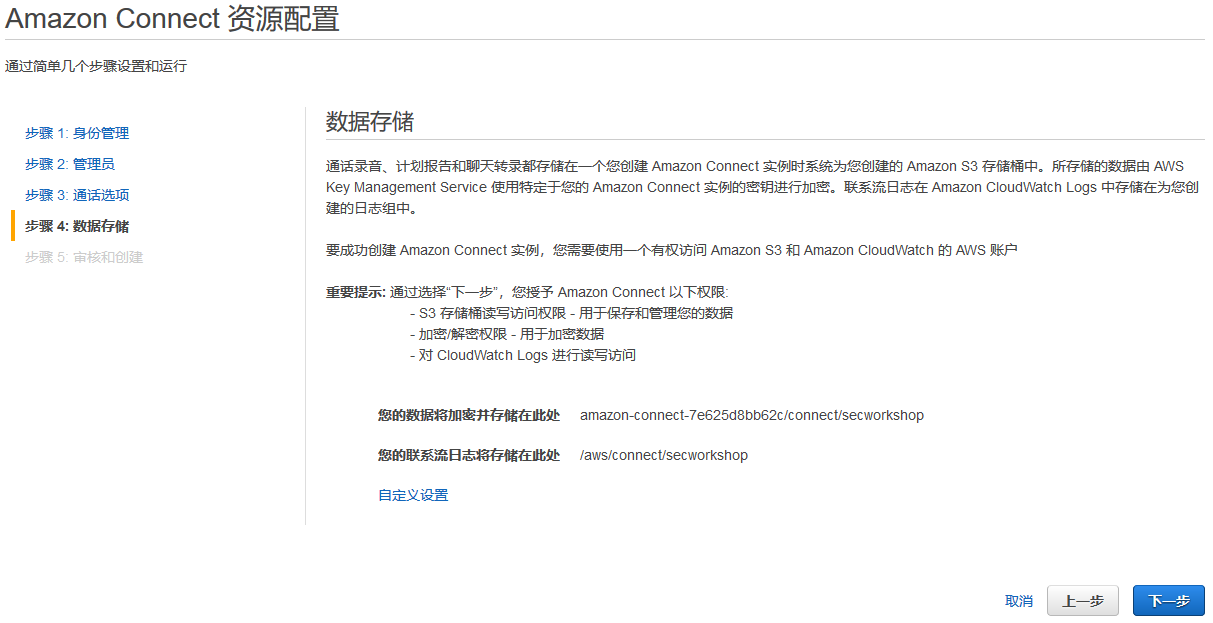 Amazon Connect 资源配置
通过简单几个步骤设置和运行
步骤 1: 身份管理
步骤 2: 管理员
步骤 3: 通话选项
步骤 4: 数据存储
步骤 5: 审核和创建
数据存储
通话录音、计划报告和聊天转录都存储在一个您创建 Amazon Connect 实例时系统为您创建的 Amazon S3 存储桶中。所存储的数据由 AWS
Key Management Service 使用特定于您的 Amazon Connect 实例的密钥进行加密。联系流日志在 Amazon CloudWatch Logs 中存储在为您创
建的日志组中。
要成功创建 Amazon Connect 实例，您需要使用一个有权访问 Amazon S3 和 Amazon CloudWatch 的 AWS 账户
重要提示: 通过选择“下一步”，您授予 Amazon Connect 以下权限:
- S3 存储桶读写访问权限 - 用于保存和管理您的数据
- 加密/解密权限 - 用于加密数据
- 对 CloudWatch Logs 进行读写访问
您的数据将加密并存储在此处 amazon-connect-7e625d8bb62c/connect/secworkshop
您的联系流日志将存储在此处 /aws/connect/secworkshop
自定义设置
取消 上一步 下一步